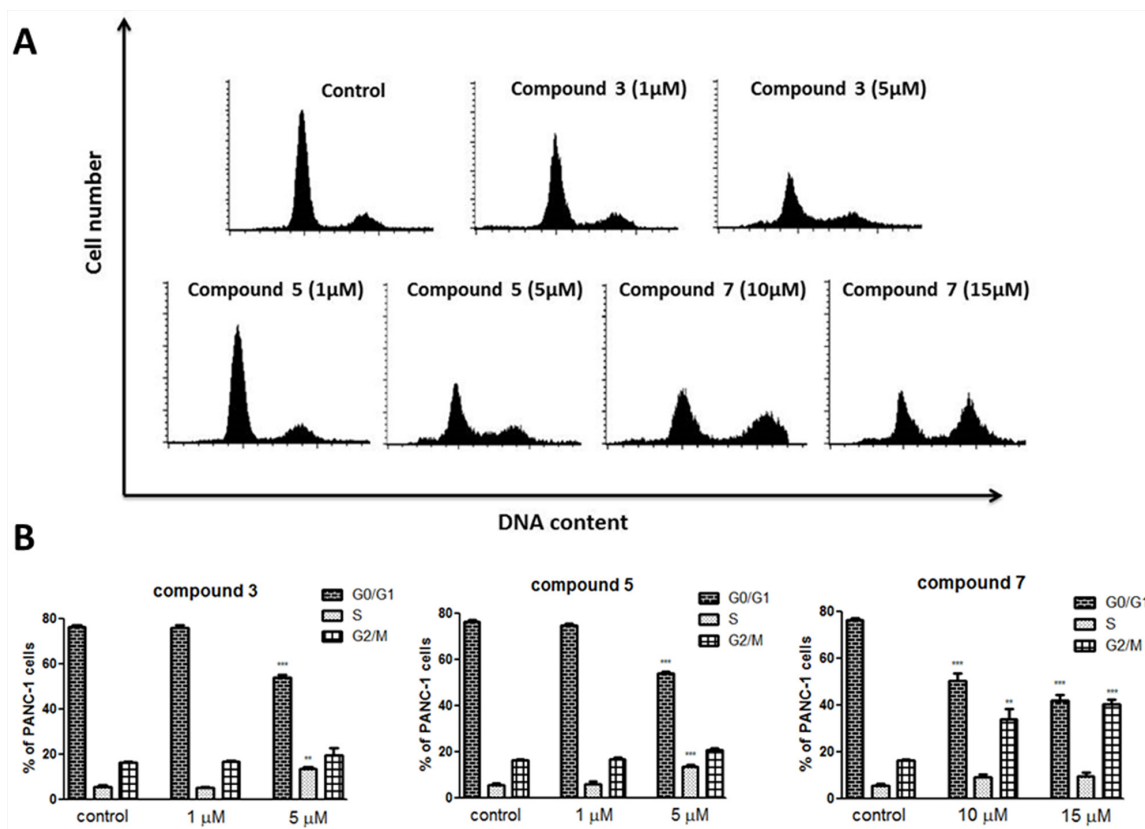 A
Control
Compound 3 (1µM)
Compound 3 (5µM)
Cell number
Compound 5 (1µM)
Compound 5 (5µM)
Compound 7 (10µM)
Compound 7 (15µM)
DNA content
B
compound 3
G0/G1
S
G2/M
% of PANC-1 cells
80
60
40
20
0
***
**
control
1 µM
5 µM
compound 5
G0/G1
S
G2/M
% of PANC-1 cells
80
60
40
20
0
***
***
control
1 µM
5 µM
compound 7
G0/G1
S
G2/M
% of PANC-1 cells
80
60
40
20
0
***
**
***
***
control
10 µM
15 µM